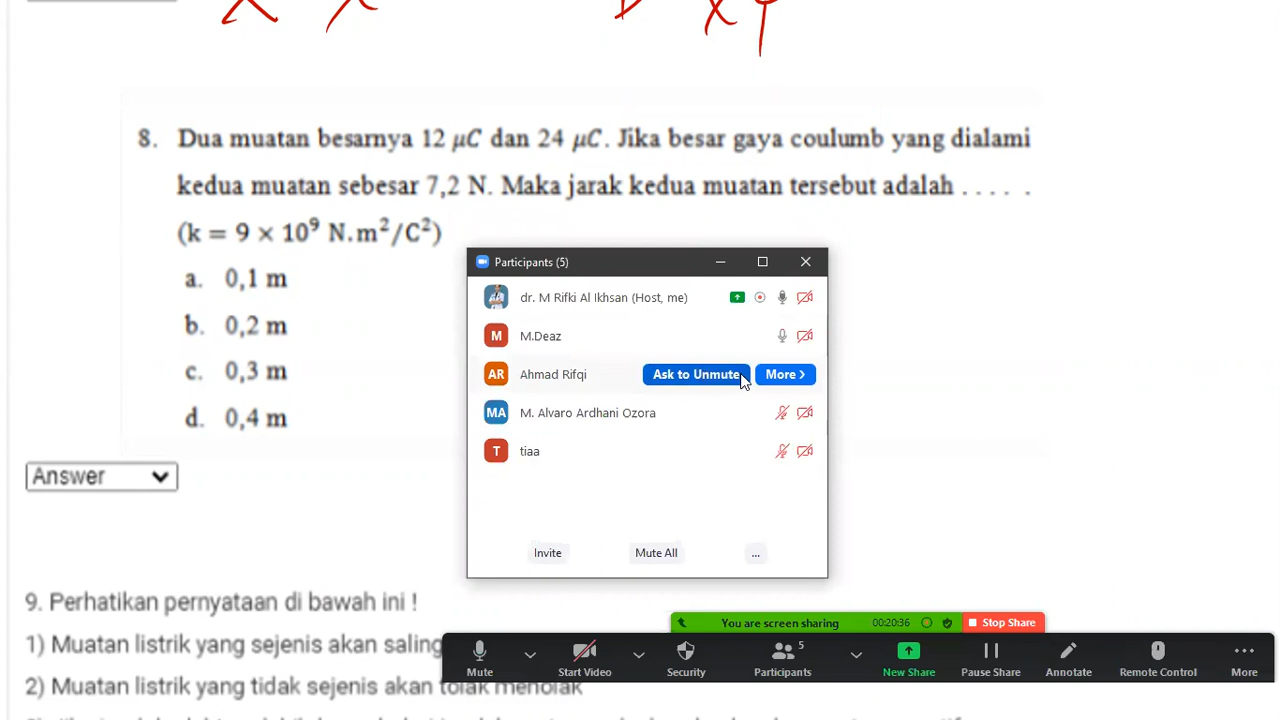 8. Dua muatan besarnya 12 μC dan 24 μC. Jika besar gaya coulumb yang dialami
kedua muatan sebesar 7,2 N. Maka jarak kedua muatan tersebut adalah . . . . .
(k = 9 × 10⁹ N.m²/C²)
a. 0,1 m
b. 0,2 m
c. 0,3 m
d. 0,4 m
Answer
Participants (5)
dr. M Rifki Al Ikhsan (Host, me)
M M.Deaz
AR Ahmad Rifqi Ask to Unmute More >
MA M. Alvaro Ardhani Ozora
T tiaa
Invite Mute All ...
9. Perhatikan pernyataan di bawah ini !
1) Muatan listrik yang sejenis akan saling
2) Muatan listrik yang tidak sejenis akan tolak menolak
You are screen sharing 00:20:36 Stop Share
5
Mute Start Video Security Participants New Share Pause Share Annotate Remote Control More